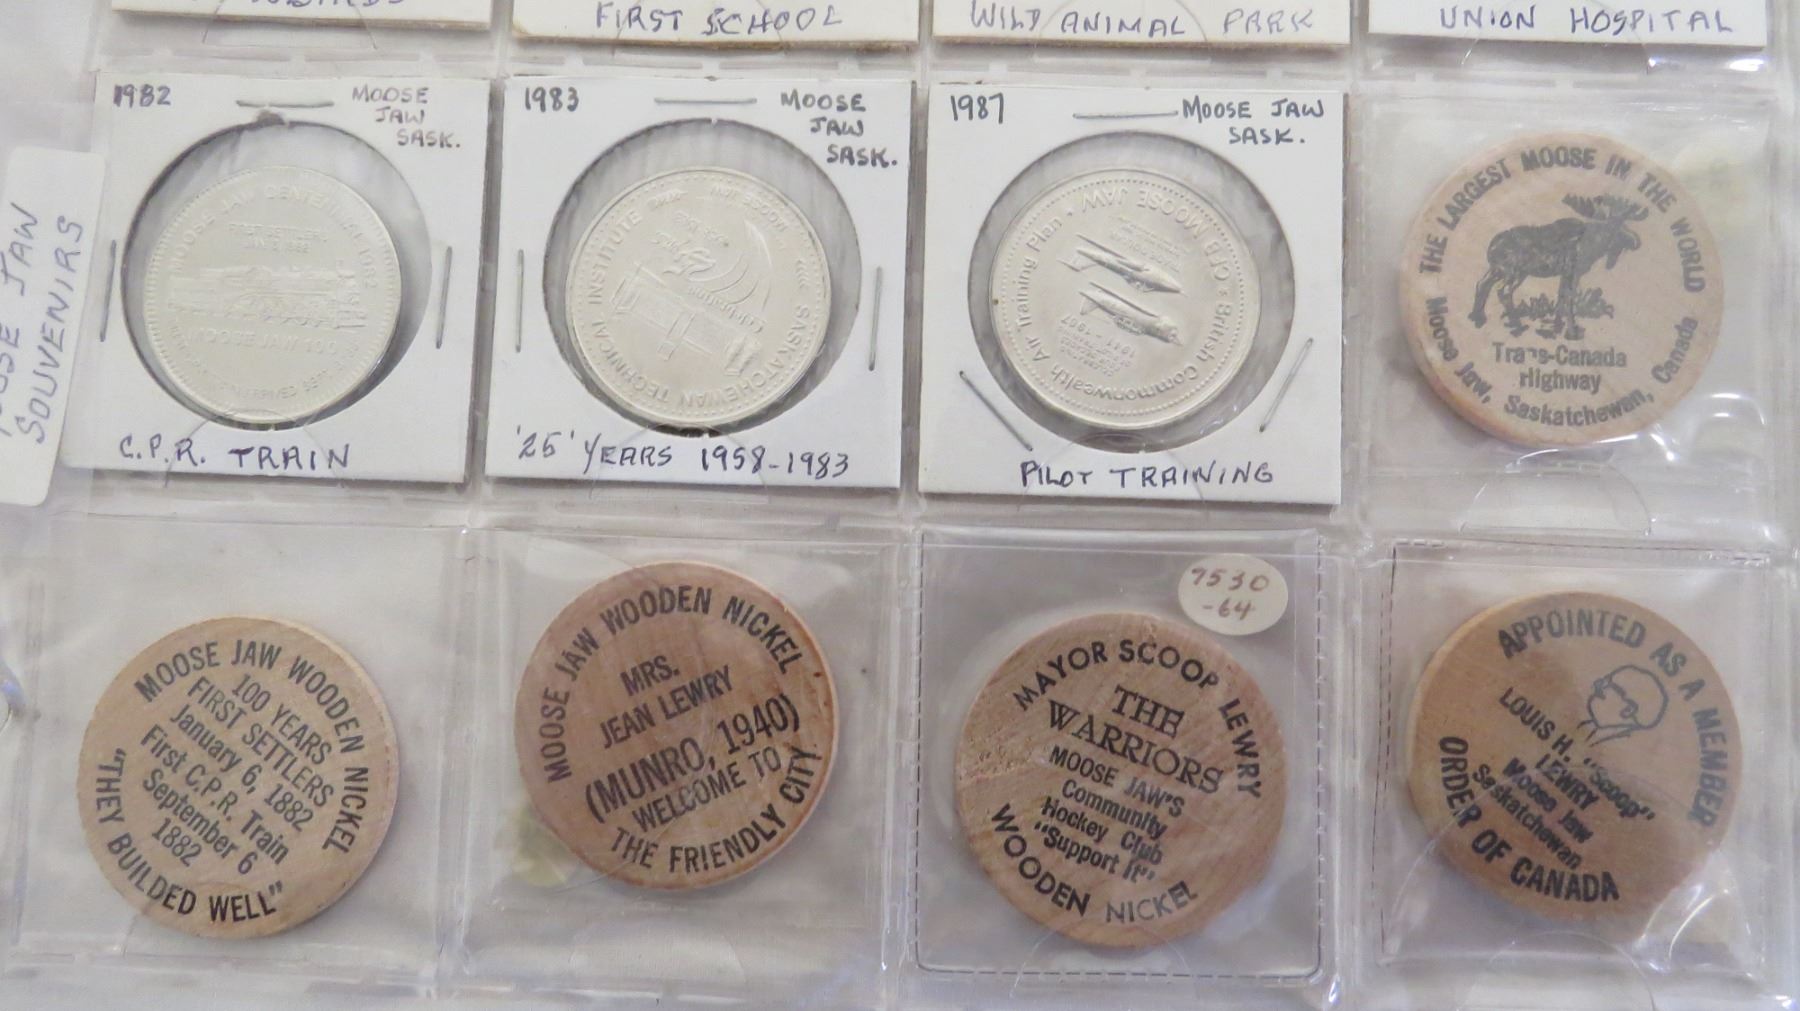 FIRST SCHOOL
WILD ANIMAL PARK
UNION HOSPITAL
JAW
SOUVENIRS
1982
MOOSE
JAW
SASK.
MOOSE JAW CENTENNIAL 1982
FIRST SETTLERS
MOOSE JAW 100
C.P.R. TRAIN
1983
MOOSE
JAW
SASK.
MOOSE JAW
SASKATCHEWAN TECHNICAL INSTITUTE
'25' YEARS 1958-1983
1987
MOOSE JAW
SASK.
CFB MOOSE JAW
British Commonwealth Air Training Plan
1941-1987
PILOT TRAINING
THE LARGEST MOOSE IN THE WORLD
Trans-Canada
Highway
Moose Jaw, Saskatchewan, Canada
MOOSE JAW WOODEN NICKEL
100 YEARS
FIRST SETTLERS
January 6, 1882
First C.P.R. Train
September 6
1882
"THEY BUILDED WELL"
MOOSE JAW WOODEN NICKEL
MRS.
JEAN LEWRY
(MUNRO, 1940)
WELCOME TO
THE FRIENDLY CITY
7530
-64
MAYOR SCOOP LEWRY
THE
WARRIORS
MOOSE JAW'S
Community
Hockey Club
"Support It"
WOODEN NICKEL
APPOINTED AS A MEMBER
LOUIS H. "Scoop"
LEWRY
Moose Jaw
Saskatchewan
ORDER OF CANADA